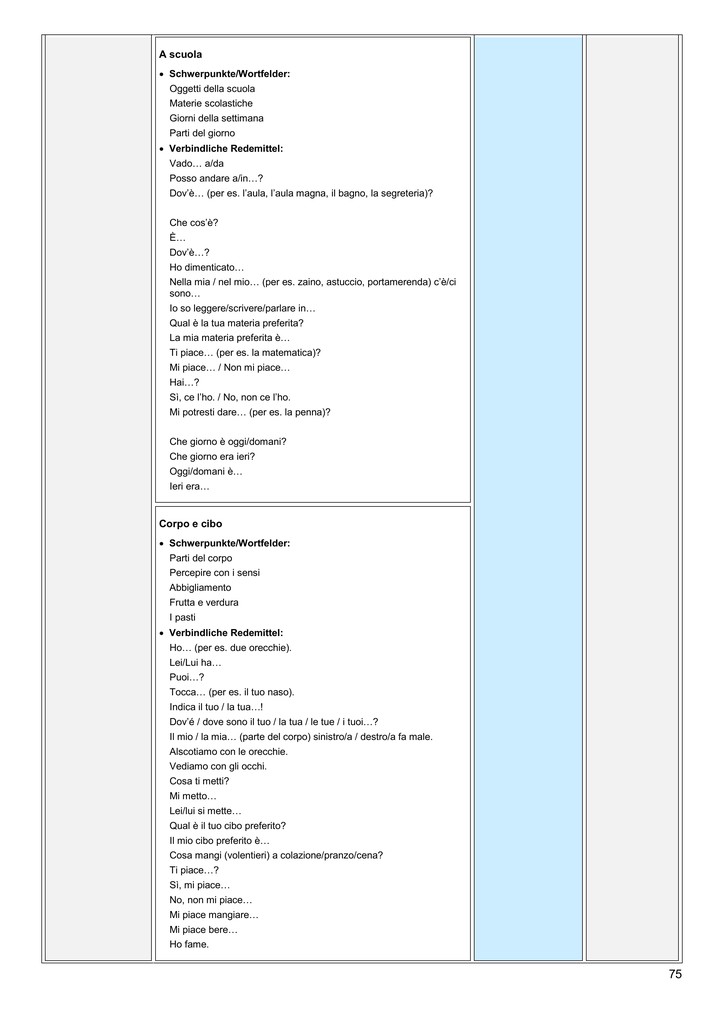 A scuola
• Schwerpunkte/Wortfelder:
Oggetti della scuola
Materie scolastiche
Giorni della settimana
Parti del giorno
• Verbindliche Redemittel:
Vado… a/da
Posso andare a/in…?
Dov’è… (per es. l’aula, l’aula magna, il bagno, la segreteria)?
Che cos’è?
È…
Dov’è…?
Ho dimenticato…
Nella mia / nel mio… (per es. zaino, astuccio, portamerenda) c’è/ci
sono…
Io so leggere/scrivere/parlare in…
Qual è la tua materia preferita?
La mia materia preferita è…
Ti piace… (per es. la matematica)?
Mi piace… / Non mi piace…
Hai…?
Sì, ce l’ho. / No, non ce l’ho.
Mi potresti dare… (per es. la penna)?
Che giorno è oggi/domani?
Che giorno era ieri?
Oggi/domani è…
Ieri era…
Corpo e cibo
• Schwerpunkte/Wortfelder:
Parti del corpo
Percepire con i sensi
Abbigliamento
Frutta e verdura
I pasti
• Verbindliche Redemittel:
Ho… (per es. due orecchie).
Lei/Lui ha…
Puoi…?
Tocca… (per es. il tuo naso).
Indica il tuo / la tua…!
Dov’é / dove sono il tuo / la tua / le tue / i tuoi…?
Il mio / la mia… (parte del corpo) sinistro/a / destro/a fa male.
Alscotiamo con le orecchie.
Vediamo con gli occhi.
Cosa ti metti?
Mi metto…
Lei/lui si mette…
Qual è il tuo cibo preferito?
Il mio cibo preferito è…
Cosa mangi (volentieri) a colazione/pranzo/cena?
Ti piace…?
Sì, mi piace…
No, non mi piace…
Mi piace mangiare…
Mi piace bere…
Ho fame.
75